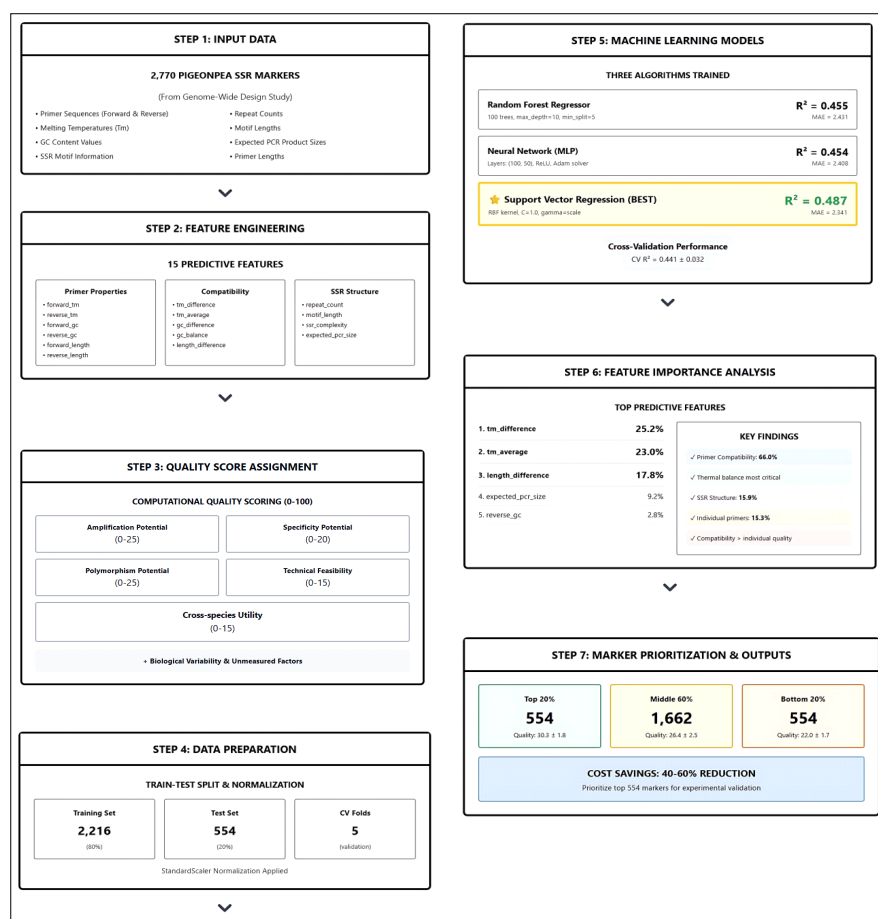 STEP 1: INPUT DATA
2,770 PIGEONPEA SSR MARKERS
(From Genome-Wide Design Study)
• Primer Sequences (Forward & Reverse)
• Melting Temperatures (Tm)
• GC Content Values
• SSR Motif Information
• Repeat Counts
• Motif Lengths
• Expected PCR Product Sizes
• Primer Lengths
STEP 2: FEATURE ENGINEERING
15 PREDICTIVE FEATURES
Primer Properties
• forward_tm
• reverse_tm
• forward_gc
• reverse_gc
• forward_length
• reverse_length
Compatibility
• tm_difference
• tm_average
• gc_difference
• gc_balance
• length_difference
SSR Structure
• repeat_count
• motif_length
• ssr_complexity
• expected_pcr_size
STEP 3: QUALITY SCORE ASSIGNMENT
COMPUTATIONAL QUALITY SCORING (0-100)
Amplification Potential
(0-25)
Specificity Potential
(0-20)
Polymorphism Potential
(0-25)
Technical Feasibility
(0-15)
Cross-species Utility
(0-15)
+ Biological Variability & Unmeasured Factors
STEP 4: DATA PREPARATION
TRAIN-TEST SPLIT & NORMALIZATION
Training Set
2,216
(80%)
Test Set
554
(20%)
CV Folds
5
(validation)
StandardScaler Normalization Applied
STEP 5: MACHINE LEARNING MODELS
THREE ALGORITHMS TRAINED
Random Forest Regressor
100 trees, max_depth=10, min_split=5
R² = 0.455
MAE = 2.431
Neural Network (MLP)
Layers: (100, 50), ReLU, Adam solver
R² = 0.454
MAE = 2.408
Support Vector Regression (BEST)
RBF kernel, C=1.0, gamma=scale
R² = 0.487
MAE = 2.341
Cross-Validation Performance
CV R² = 0.441 ± 0.032
STEP 6: FEATURE IMPORTANCE ANALYSIS
TOP PREDICTIVE FEATURES
1. tm_difference 25.2%
2. tm_average 23.0%
3. length_difference 17.8%
4. expected_pcr_size 9.2%
5. reverse_gc 2.8%
KEY FINDINGS
✓ Primer Compatibility: 66.0%
✓ Thermal balance most critical
✓ SSR Structure: 15.9%
✓ Individual primers: 15.3%
✓ Compatibility > individual quality
STEP 7: MARKER PRIORITIZATION & OUTPUTS
Top 20%
554
Quality: 30.3 ± 1.8
Middle 60%
1,662
Quality: 26.4 ± 2.5
Bottom 20%
554
Quality: 22.0 ± 1.7
COST SAVINGS: 40-60% REDUCTION
Prioritize top 554 markers for experimental validation